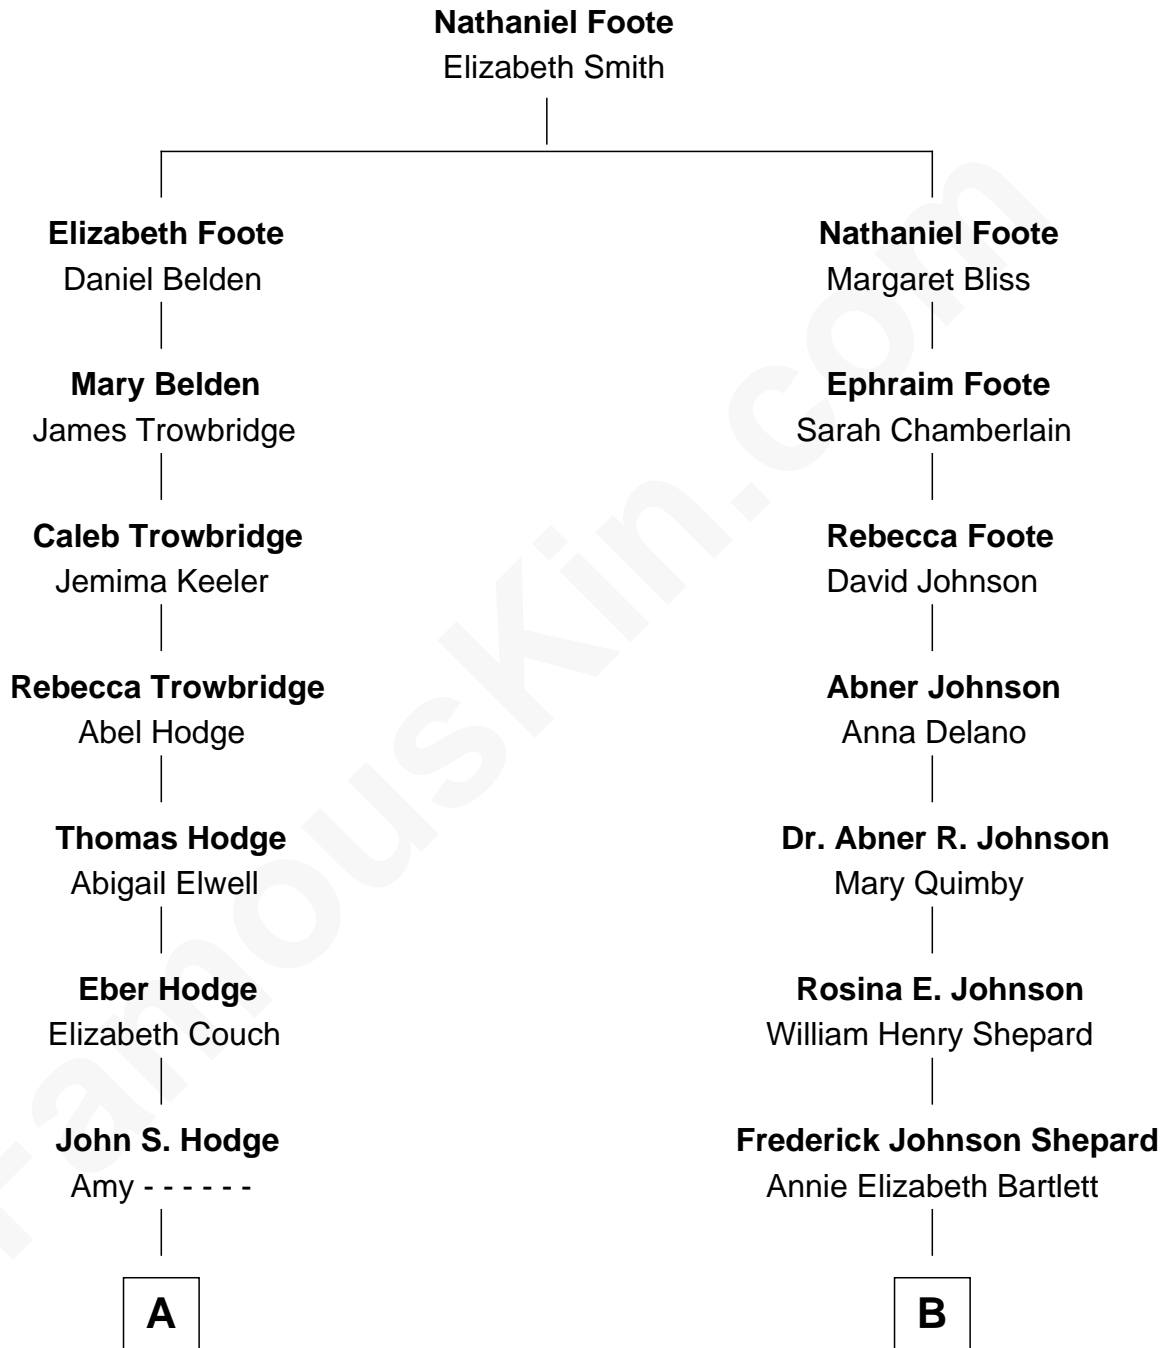 Nathaniel Foote
Elizabeth Smith
Elizabeth Foote
Daniel Belden
Nathaniel Foote
Margaret Bliss
Mary Belden
James Trowbridge
Ephraim Foote
Sarah Chamberlain
Caleb Trowbridge
Jemima Keeler
Rebecca Foote
David Johnson
Rebecca Trowbridge
Abel Hodge
Abner Johnson
Anna Delano
Thomas Hodge
Abigail Elwell
Dr. Abner R. Johnson
Mary Quimby
Eber Hodge
Elizabeth Couch
Rosina E. Johnson
William Henry Shepard
John S. Hodge
Amy - - - - - -
Frederick Johnson Shepard
Annie Elizabeth Bartlett
A
B
FamousKin.com